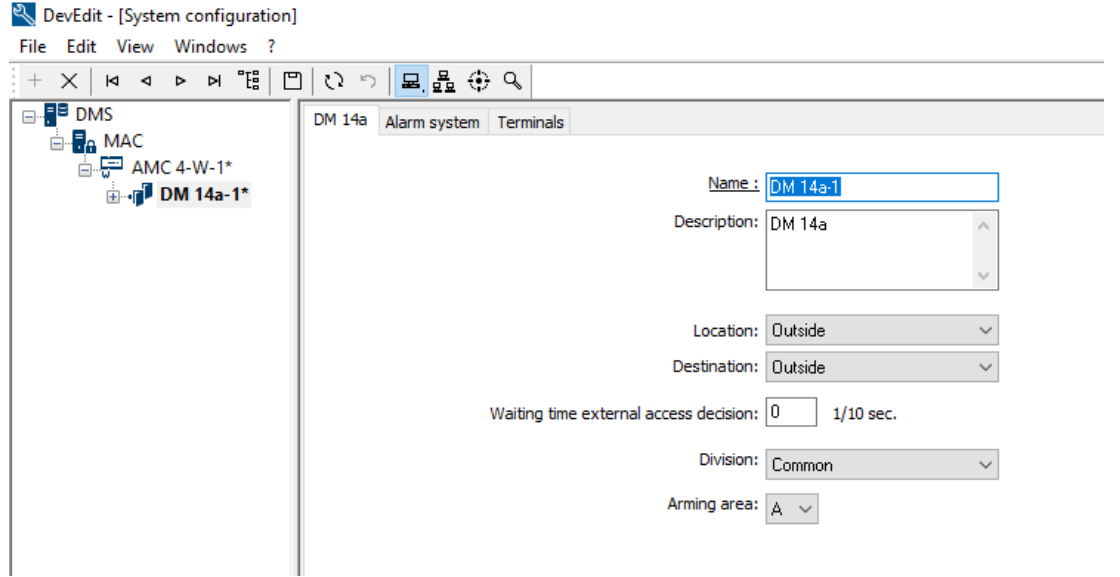 DevEdit - [System configuration]
File Edit View Windows ?
DMS
MAC
AMC 4-W-1*
DM 14a-1*
DM 14a Alarm system Terminals
Name : DM 14a-1
Description: DM 14a
Location: Outside
Destination: Outside
Waiting time external access decision: 0 1/10 sec.
Division: Common
Arming area: A